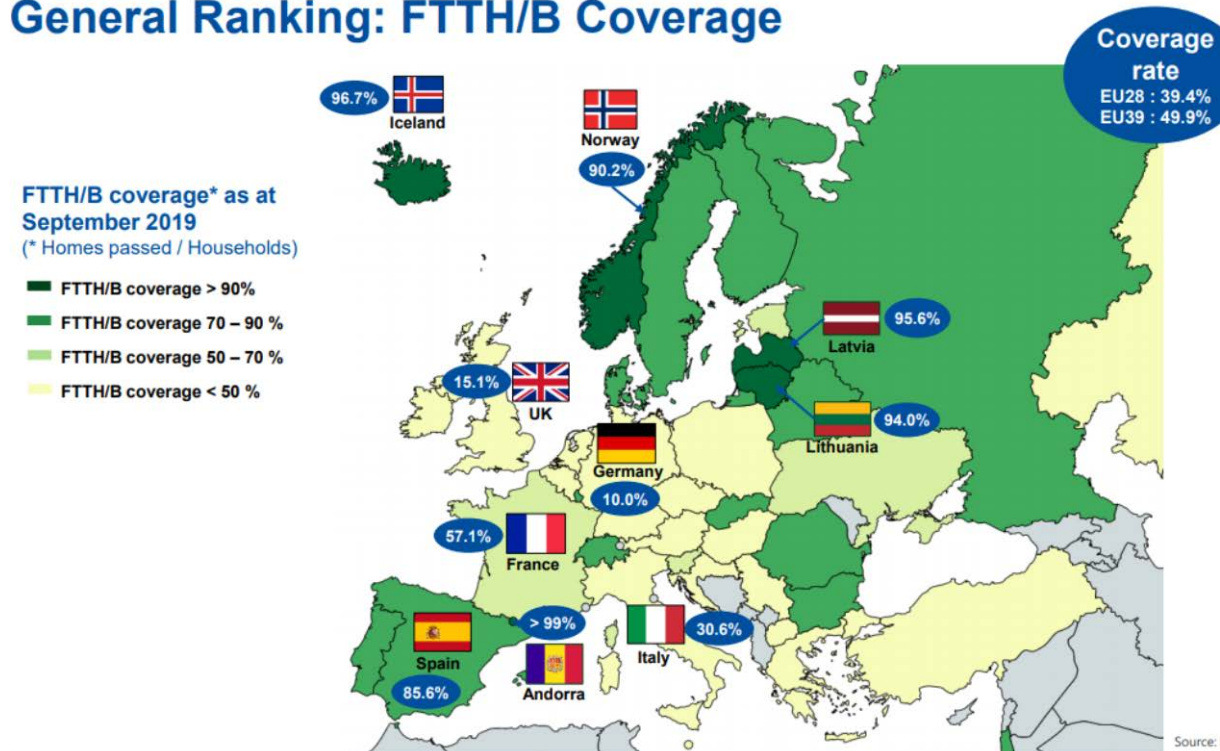 General Ranking: FTTH/B Coverage
Coverage
rate
EU28 : 39.4%
EU39 : 49.9%
96.7%
Iceland
Norway
90.2%
FTTH/B coverage* as at
September 2019
(* Homes passed / Households)
FTTH/B coverage > 90%
FTTH/B coverage 70 – 90 %
FTTH/B coverage 50 – 70 %
FTTH/B coverage < 50 %
95.6%
Latvia
15.1%
UK
94.0%
Lithuania
Germany
10.0%
57.1%
France
> 99%
Andorra
30.6%
Italy
Spain
85.6%
Source: